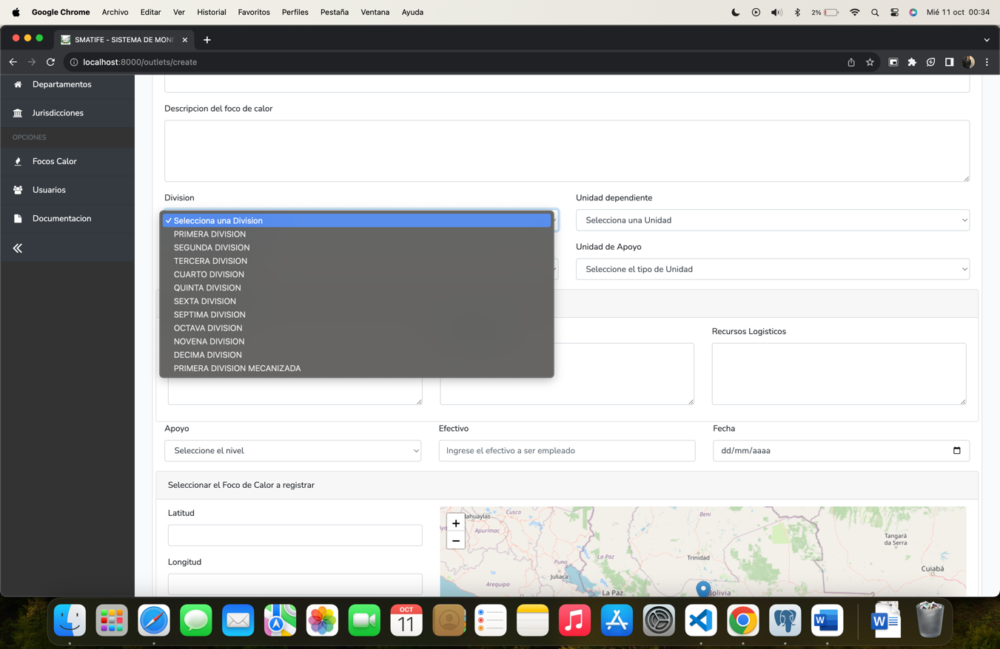 Google Chrome Archivo Editar Ver Historial Favoritos Perfiles Pestaña Ventana Ayuda 2% Mié 11 oct 00:34
SMATIFE - SISTEMA DE MONI
localhost:8000/outlets/create
Departamentos
Jurisdicciones
OPCIONES
Focos Calor
Usuarios
Documentacion
Descripcion del foco de calor
Division
Unidad dependiente
Selecciona una Division
PRIMERA DIVISION
SEGUNDA DIVISION
TERCERA DIVISION
CUARTO DIVISION
QUINTA DIVISION
SEXTA DIVISION
SEPTIMA DIVISION
OCTAVA DIVISION
NOVENA DIVISION
DECIMA DIVISION
PRIMERA DIVISION MECANIZADA
Selecciona una Unidad
Unidad de Apoyo
Seleccione el tipo de Unidad
Recursos Logisticos
Apoyo
Efectivo
Fecha
Seleccione el nivel
Ingrese el efectivo a ser empleado
dd/mm/aaaa
Seleccionar el Foco de Calor a registrar
Latitud
Longitud
+
−
lahuaylas
Cusco
Apurímac
Beni
Tangará
da Serra
La Paz
Trinidad
Puno
Juliaca
Cuiabá
Arequipa
La Paz
Bolivia
OCT
11
W
W